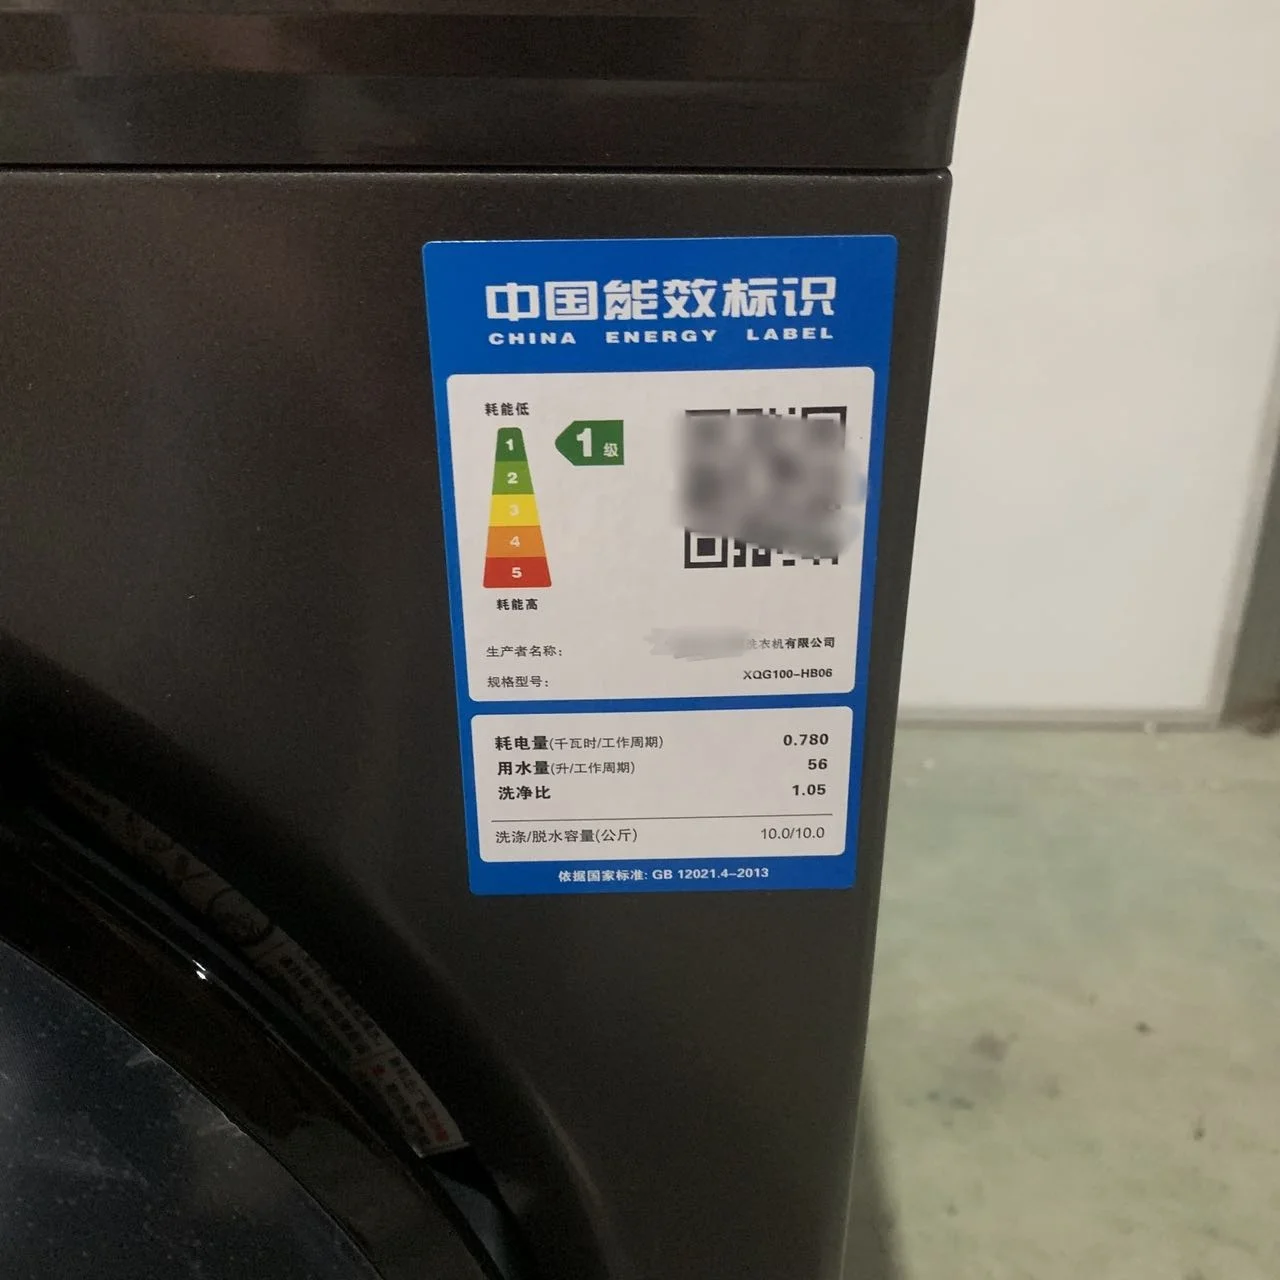 中国能效标识
CHINA ENERGY LABEL
耗能低
1
1级
2
3
4
5
耗能高
生产者名称: 洗衣机有限公司
规格型号: XQG100-HB06
耗电量(千瓦时/工作周期) 0.780
用水量(升/工作周期) 56
洗净比 1.05
洗涤/脱水容量(公斤) 10.0/10.0
依据国家标准: GB 12021.4-2013